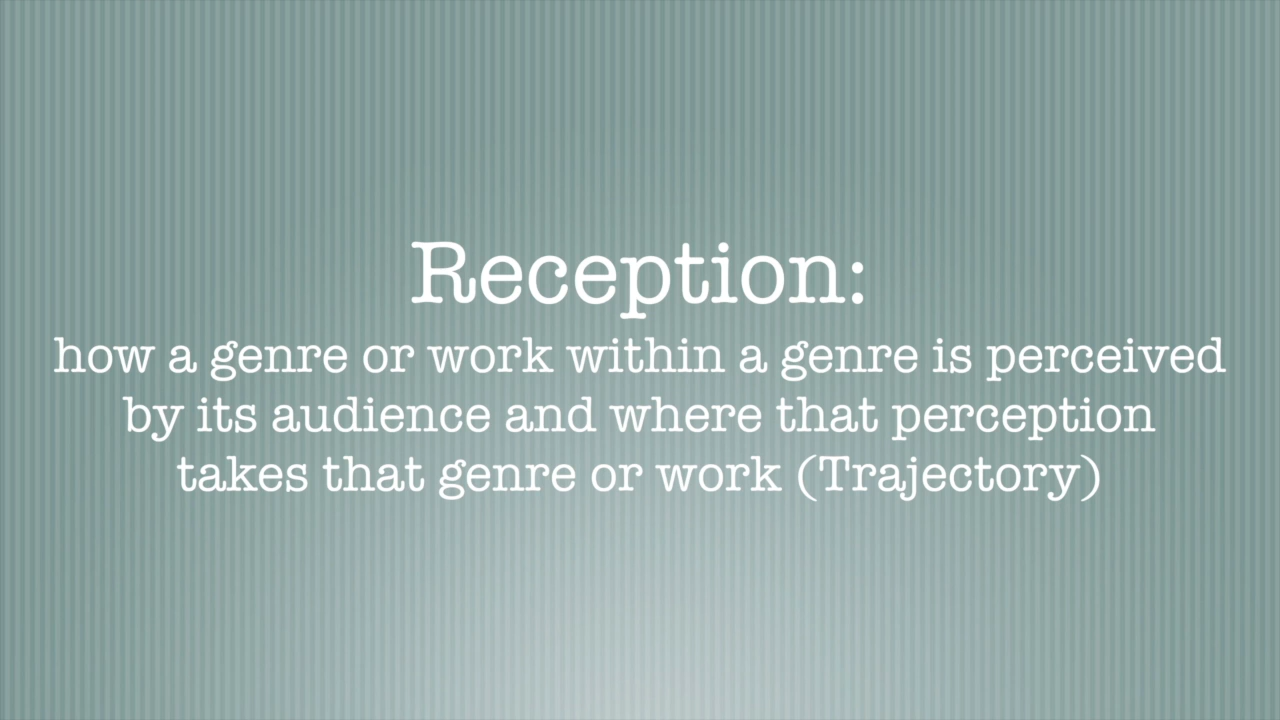 Reception:
how a genre or work within a genre is perceived
by its audience and where that perception
takes that genre or work (Trajectory)